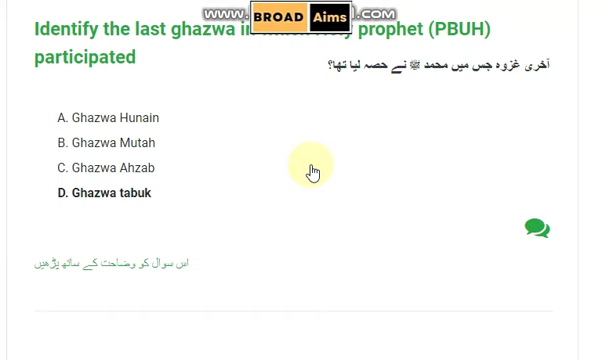 www.
.com
BROAD Aims
Identify the last ghazwa in prophet (PBUH)
participated
آخری غزوہ جس میں محمد ﷺ نے حصہ لیا تھا؟
A. Ghazwa Hunain
B. Ghazwa Mutah
C. Ghazwa Ahzab
D. Ghazwa tabuk
اس سوال کو وضاحت کے ساتھ پڑھیں